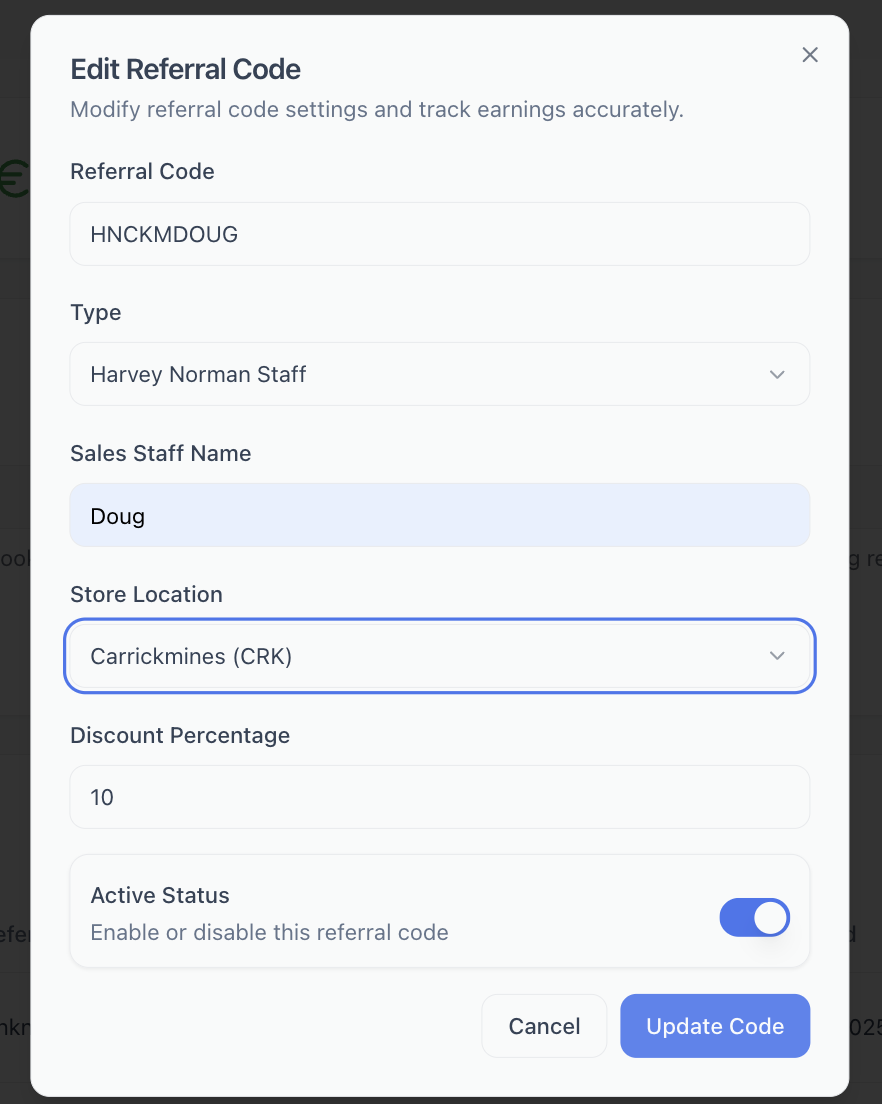 Edit Referral Code
Modify referral code settings and track earnings accurately.
€
Referral Code
HNCKMDOUG
Type
Harvey Norman Staff
Sales Staff Name
Doug
Store Location
Carrickmines (CRK)
Discount Percentage
10
Active Status
Enable or disable this referral code
Cancel
Update Code